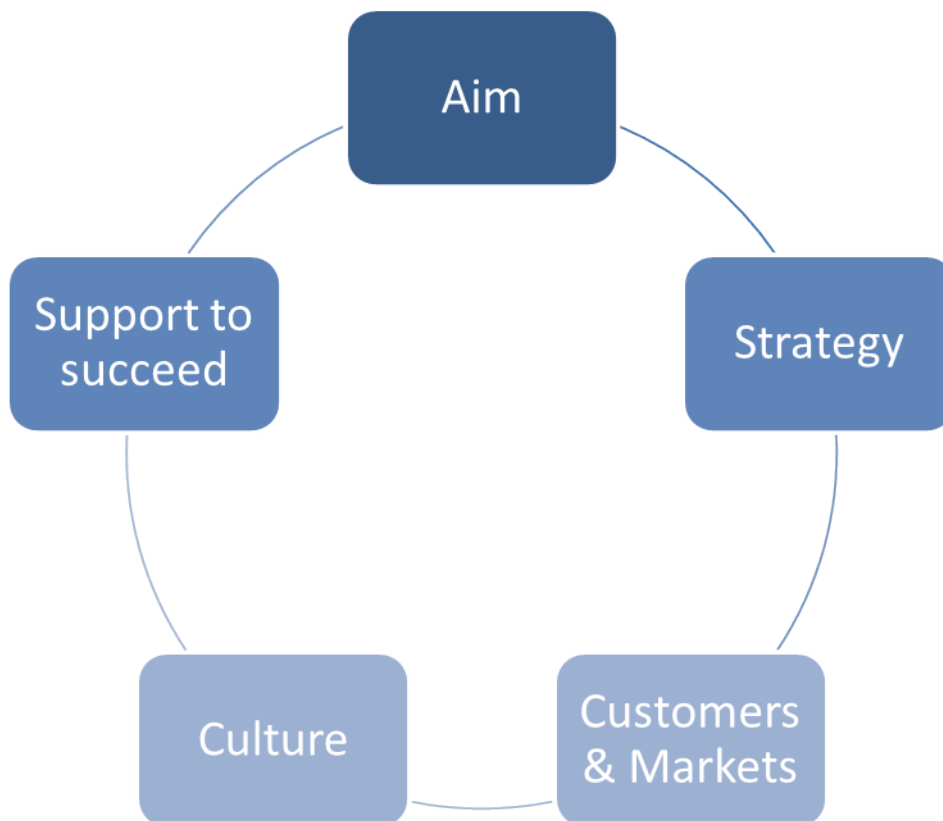 Aim
Strategy
Customers
& Markets
Culture
Support to
succeed